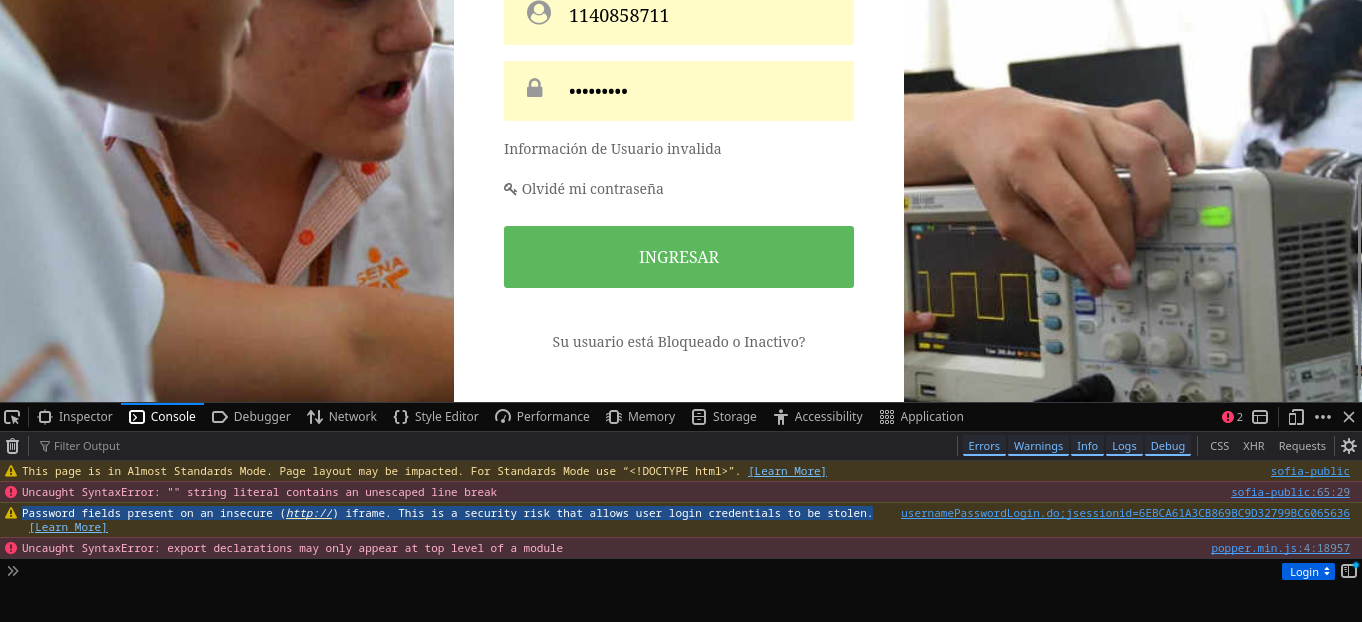 1140858711
•••••••••
Información de Usuario invalida
Olvidé mi contraseña
INGRESAR
Su usuario está Bloqueado o Inactivo?
SENA
Inspector Console Debugger Network Style Editor Performance Memory Storage Accessibility Application 2
Filter Output Errors Warnings Info Logs Debug CSS XHR Requests
This page is in Almost Standards Mode. Page layout may be impacted. For Standards Mode use “<!DOCTYPE html>”. [Learn More] sofia-public
Uncaught SyntaxError: "" string literal contains an unescaped line break sofia-public:65:29
Password fields present on an insecure (http://) iframe. This is a security risk that allows user login credentials to be stolen. usernamePasswordLogin.do;jsessionid=6EBCA61A3CB869BC9D32799BC6065636
[Learn More]
Uncaught SyntaxError: export declarations may only appear at top level of a module popper.min.js:4:18957
Login